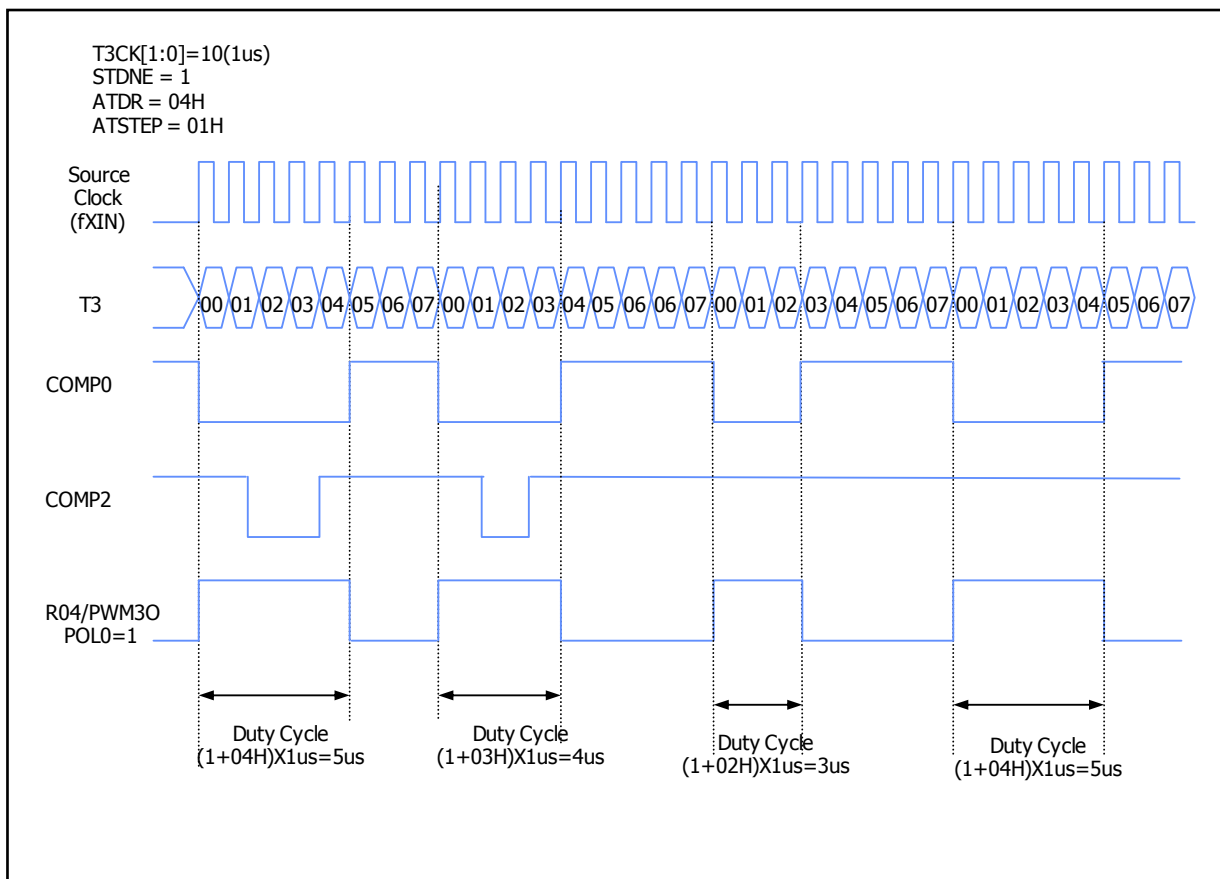 T3CK[1:0]=10(1us)
STDNE = 1
ATDR = 04H
ATSTEP = 01H
Source
Clock
(fXIN)
T3
00 01 02 03 04 05 06 07 00 01 02 03 04 05 06 06 07 00 01 02 03 04 05 06 07 00 01 02 03 04 05 06 07
COMP0
COMP2
R04/PWM3O
POL0=1
Duty Cycle
(1+04H)X1us=5us
Duty Cycle
(1+03H)X1us=4us
Duty Cycle
(1+02H)X1us=3us
Duty Cycle
(1+04H)X1us=5us